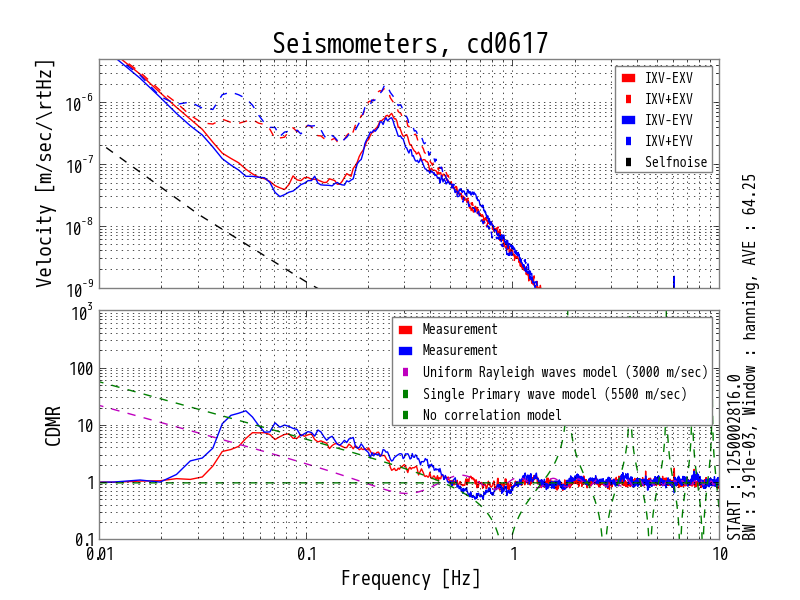 Seismometers, cd0617
Velocity [m/sec/\rtHz]
10^-6
10^-7
10^-8
10^-9
IXV-EXV
IXV+EXV
IXV-EYV
IXV+EYV
Selfnoise
CDMR
10^3
100
10
1
0.1
Measurement
Measurement
Uniform Rayleigh waves model (3000 m/sec)
Single Primary wave model (5500 m/sec)
No correlation model
0.01
0.1
1
10
Frequency [Hz]
START : 1250002816.0
BW : 3.91e-03, Window : hanning, AVE : 64.25